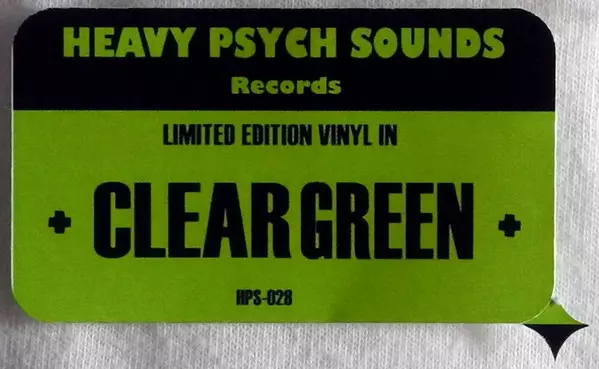 HEAVY PSYCH SOUNDS
Records
LIMITED EDITION VINYL IN
+ CLEAR GREEN +
HPS-028